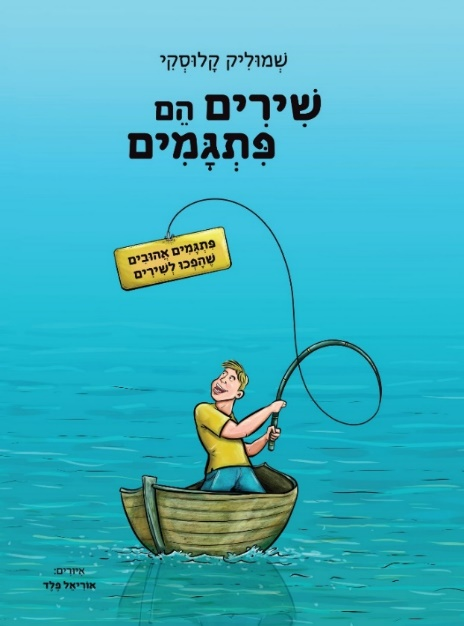 שְׁמוּלִיק קָלוּסְקִי
שִׁירִים הֵם
פִּתְגָּמִים
פִּתְגָּמִים אֲהוּבִים
שֶׁהָפְכוּ לְשִׁירִים
איורים:
אוריאל פלד